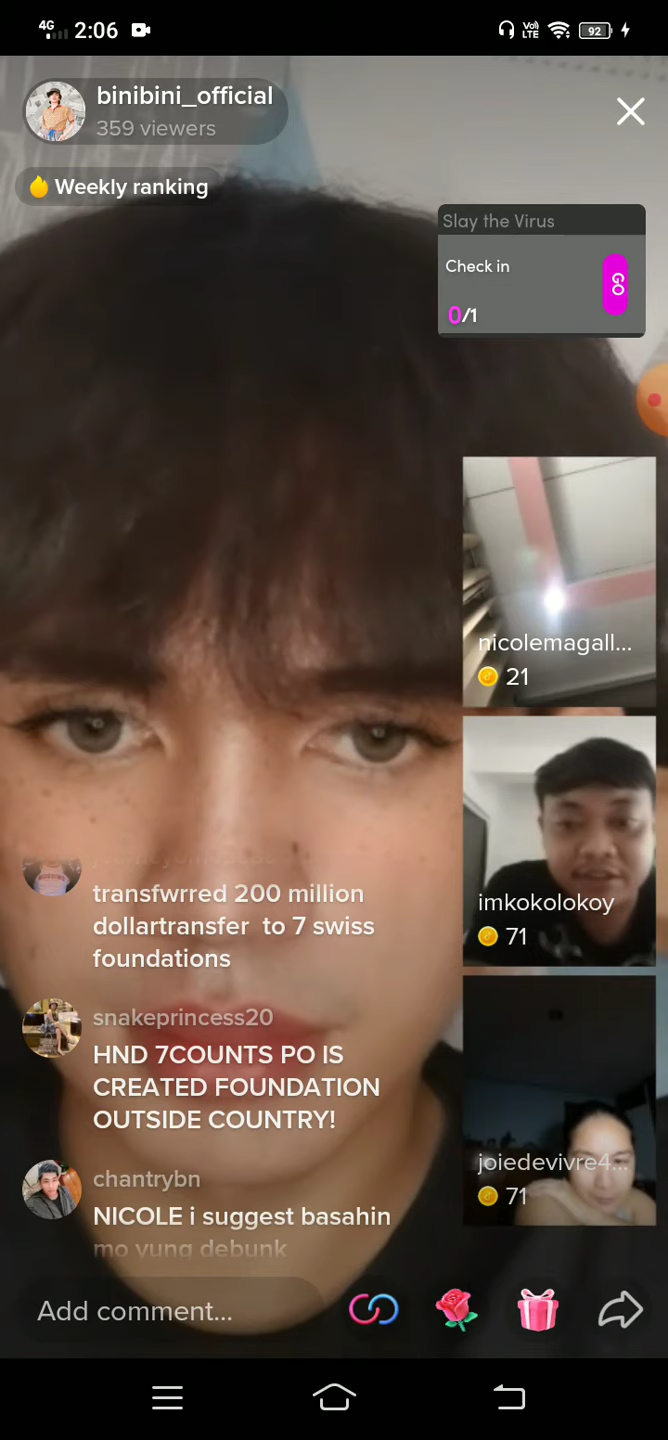 4G 2:06 Vo) LTE 92
binibini_official
359 viewers
Weekly ranking
Slay the Virus
Check in
GO
0/1
nicolemagall...
21
imkokolokoy
71
joiedevivre4...
71
transfwrred 200 million
dollartransfer to 7 swiss
foundations
snakeprincess20
HND 7COUNTS PO IS
CREATED FOUNDATION
OUTSIDE COUNTRY!
chantrybn
NICOLE i suggest basahin
mo yung debunk
Add comment...